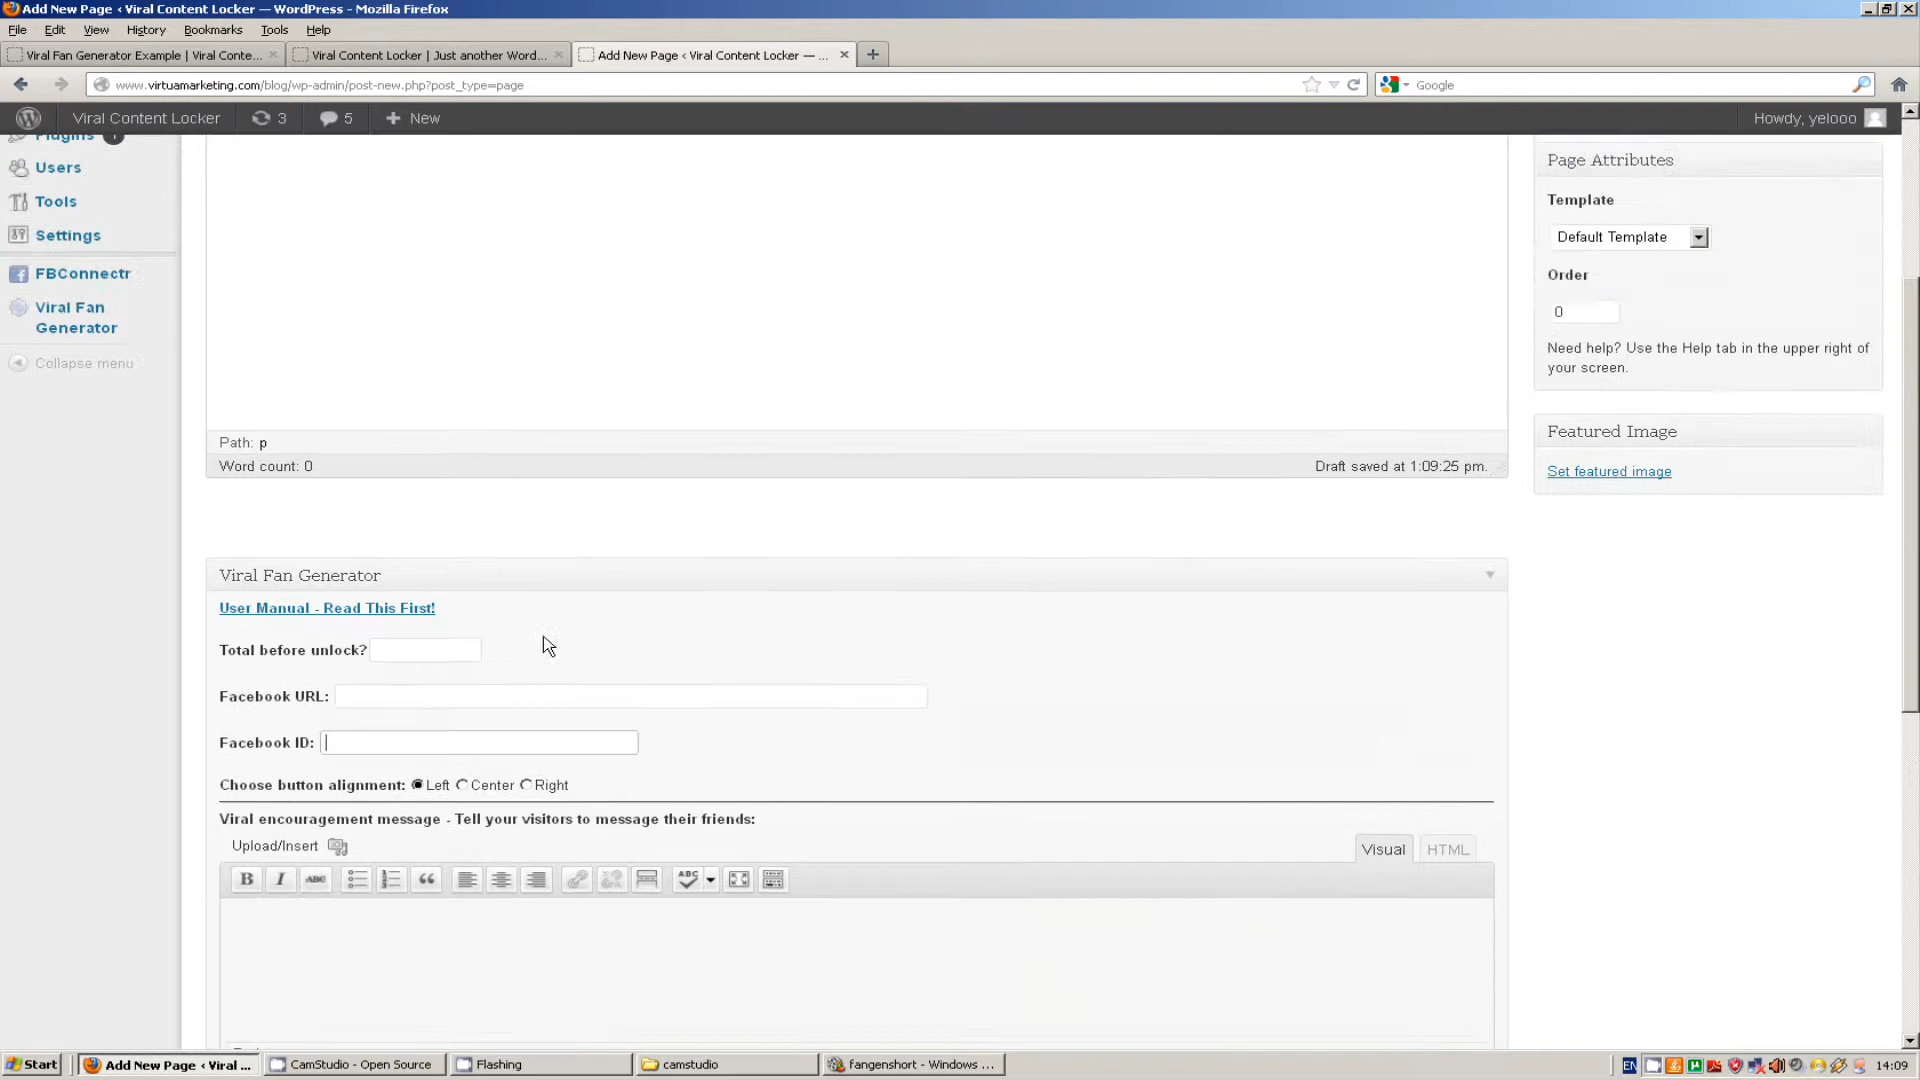 Add New Page ‹ Viral Content Locker — WordPress - Mozilla Firefox
File Edit View History Bookmarks Tools Help
Viral Fan Generator Example | Viral Conte...
Viral Content Locker | Just another Word...
Add New Page ‹ Viral Content Locker — ...
www.virtuamarketing.com/blog/wp-admin/post-new.php?post_type=page
Google
Viral Content Locker 3 5 + New
Howdy, yelooo
Plugins
Users
Tools
Settings
FBConnectr
Viral Fan
Generator
Collapse menu
Path: p
Word count: 0
Draft saved at 1:09:25 pm.
Page Attributes
Template
Default Template
Order
0
Need help? Use the Help tab in the upper right of
your screen.
Featured Image
Set featured image
Viral Fan Generator
User Manual - Read This First!
Total before unlock?
Facebook URL:
Facebook ID:
Choose button alignment: Left Center Right
Viral encouragement message - Tell your visitors to message their friends:
Upload/Insert
Visual HTML
B I ABC
ABC
Start
Add New Page ‹ Viral ...
CamStudio - Open Source
Flashing
camstudio
fangenshort - Windows ...
EN
14:09